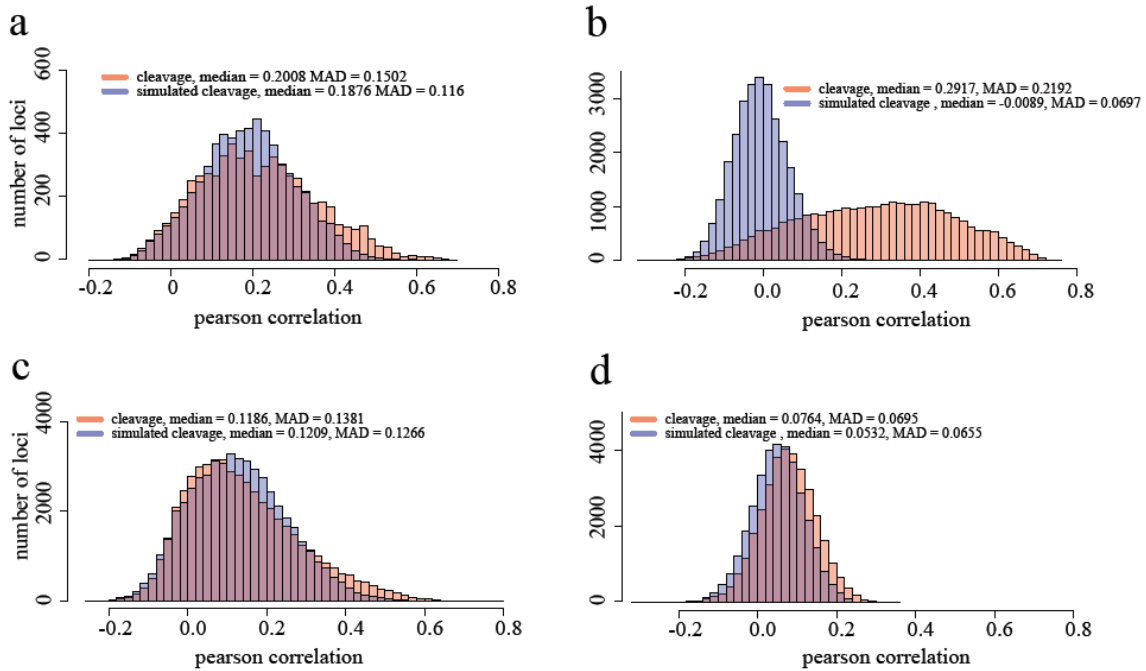 a
600
400
200
0
number of loci
cleavage, median = 0.2008 MAD = 0.1502
simulated cleavage, median = 0.1876 MAD = 0.116
-0.2 0 0.2 0.4 0.6 0.8
pearson correlation
b
3000
2000
1000
0
cleavage, median = 0.2917, MAD = 0.2192
simulated cleavage , median = -0.0089, MAD = 0.0697
-0.2 0.0 0.2 0.4 0.6 0.8
pearson correlation
c
4000
2000
0
number of loci
cleavage, median = 0.1186, MAD = 0.1381
simulated cleavage, median = 0.1209, MAD = 0.1266
-0.2 0.0 0.2 0.4 0.6 0.8
pearson correlation
d
4000
2000
0
cleavage, median = 0.0764, MAD = 0.0695
simulated cleavage , median = 0.0532, MAD = 0.0655
-0.2 0.0 0.2 0.4 0.6 0.8
pearson correlation